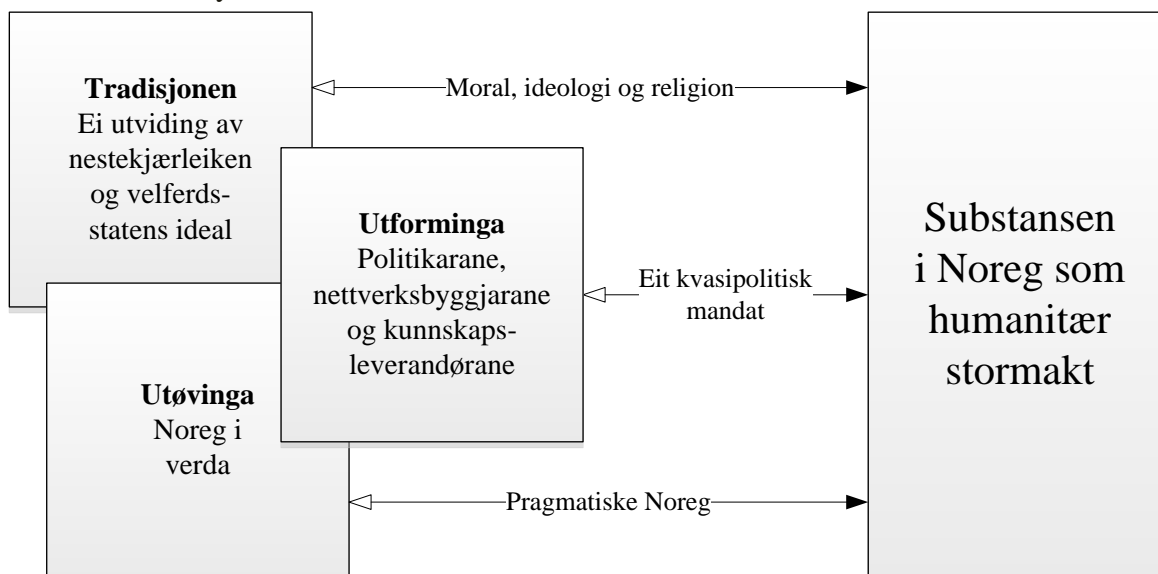 Tradisjonen
Ei utviding av
nestekjærleiken
og velferds-
statens ideal
Moral, ideologi og religion
Utforminga
Politikarane,
nettverksbyggjarane
og kunnskaps-
leverandørane
Eit kvasipolitisk
mandat
Utøvinga
Noreg i
verda
Pragmatiske Noreg
Substansen
i Noreg som
humanitær
stormakt